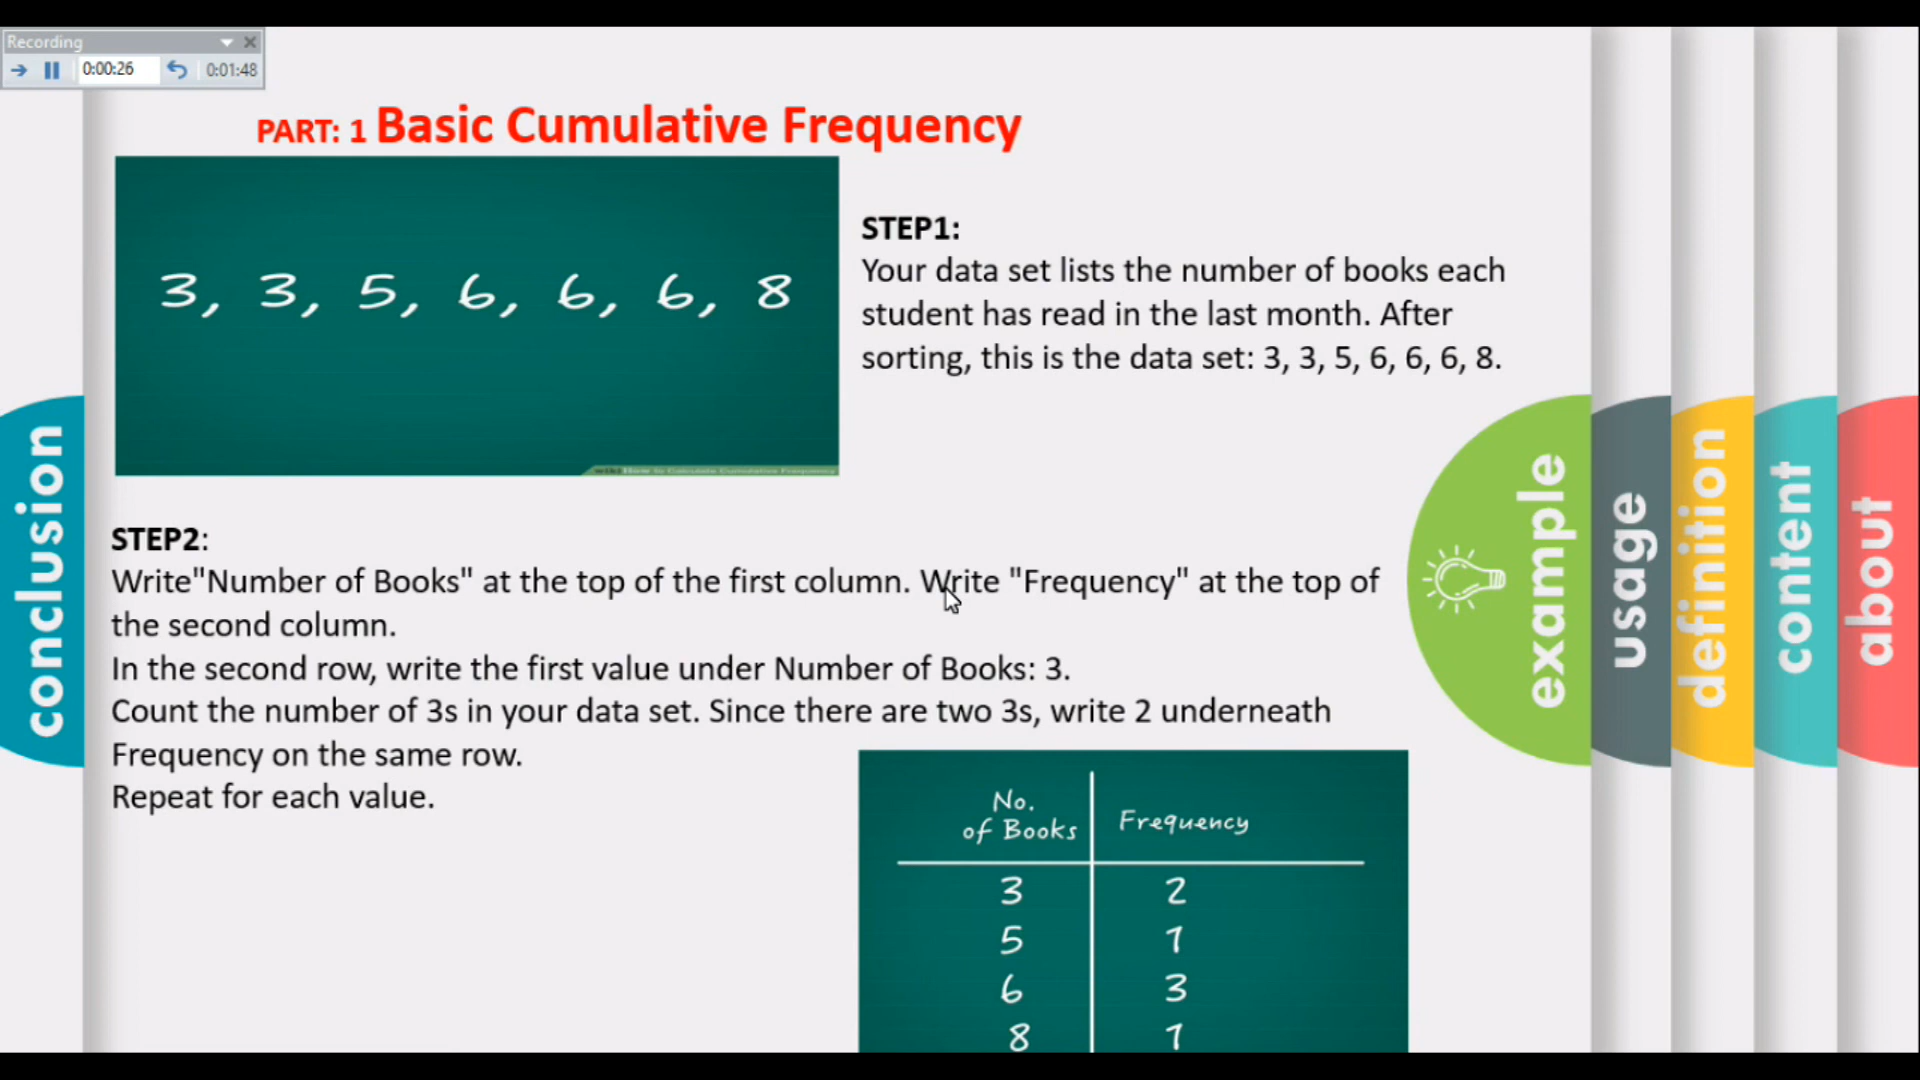 Recording
0:00:26 0:01:48
PART: 1 Basic Cumulative Frequency
3, 3, 5, 6, 6, 6, 8
wikiHow to Calculate Cumulative Frequency
STEP1:
Your data set lists the number of books each
student has read in the last month. After
sorting, this is the data set: 3, 3, 5, 6, 6, 6, 8.
STEP2:
Write"Number of Books" at the top of the first column. Write "Frequency" at the top of
the second column.
In the second row, write the first value under Number of Books: 3.
Count the number of 3s in your data set. Since there are two 3s, write 2 underneath
Frequency on the same row.
Repeat for each value.
No.
of Books Frequency
3 2
5 1
6 3
8 1
conclusion
example
usage
definition
content
about